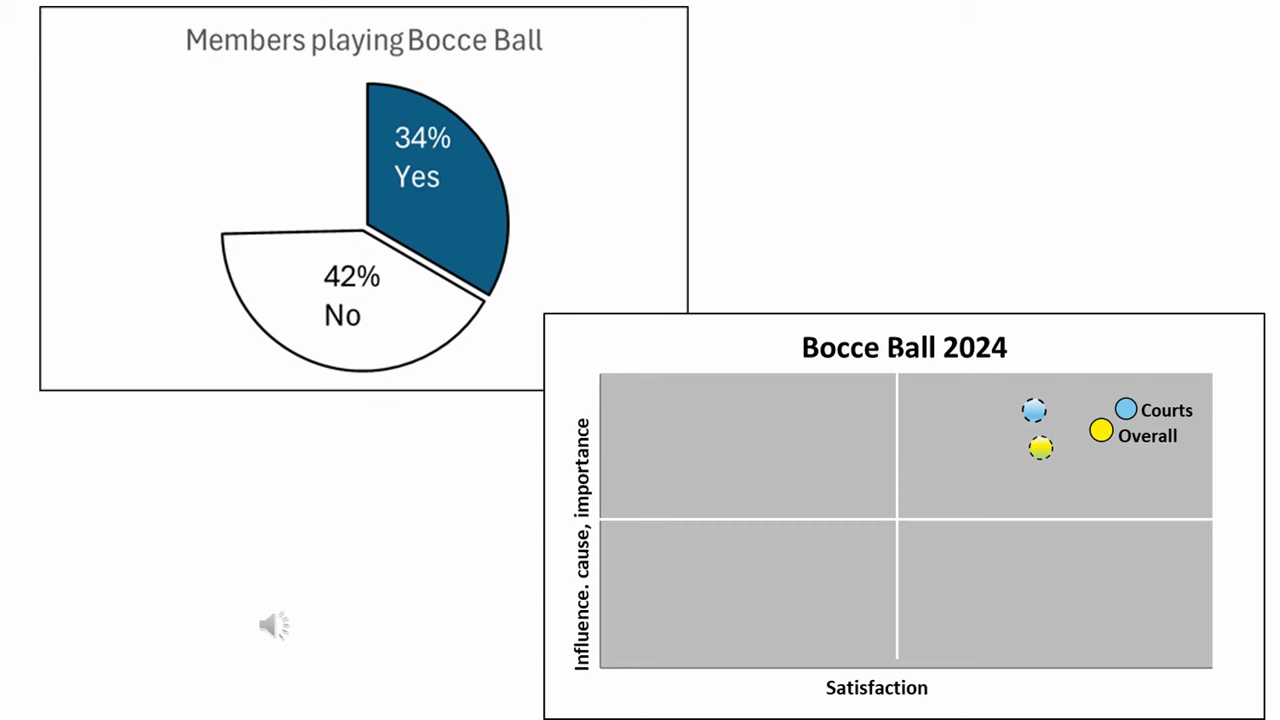 Members playing Bocce Ball
34%
Yes
42%
No
Bocce Ball 2024
Courts
Overall
Influence. cause, importance
Satisfaction